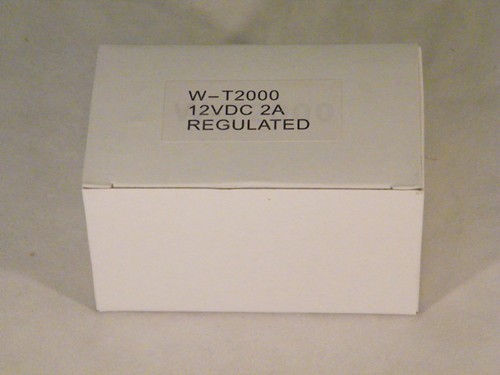 W-T2000
12VDC 2A
REGULATED